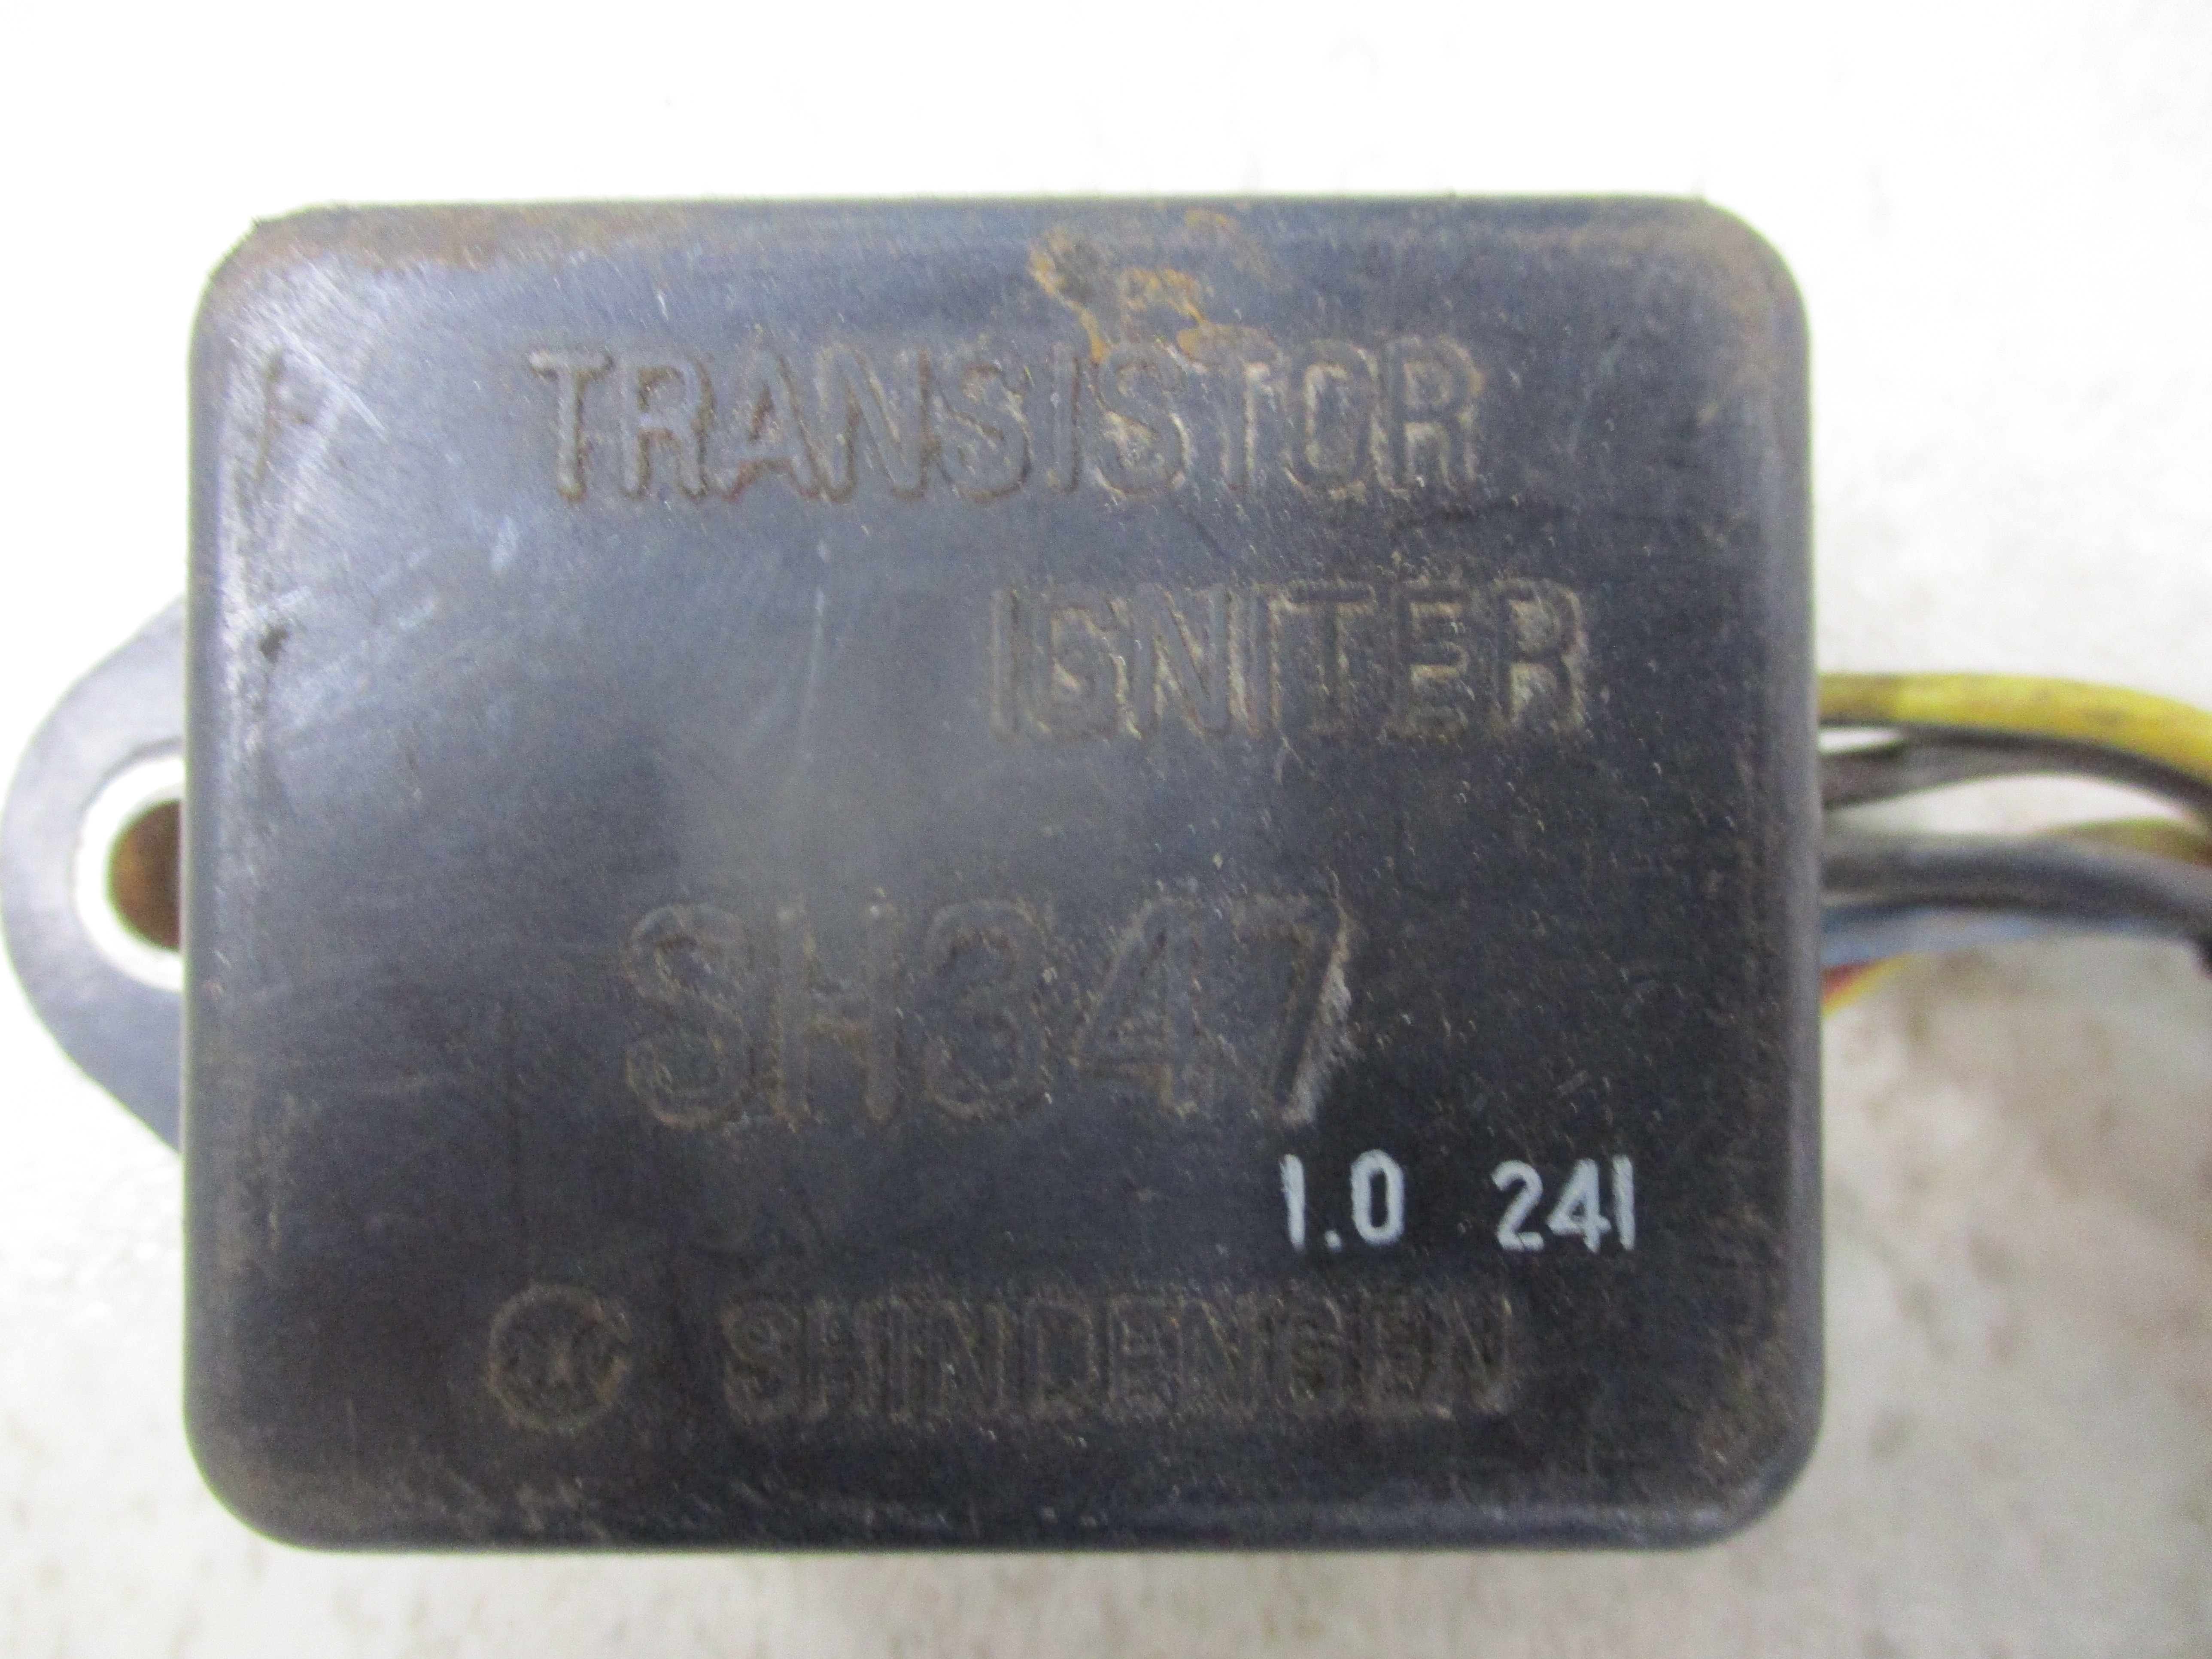 TRANSISTOR
IGNITER
SH347
1.0 241
SHINDENGEN